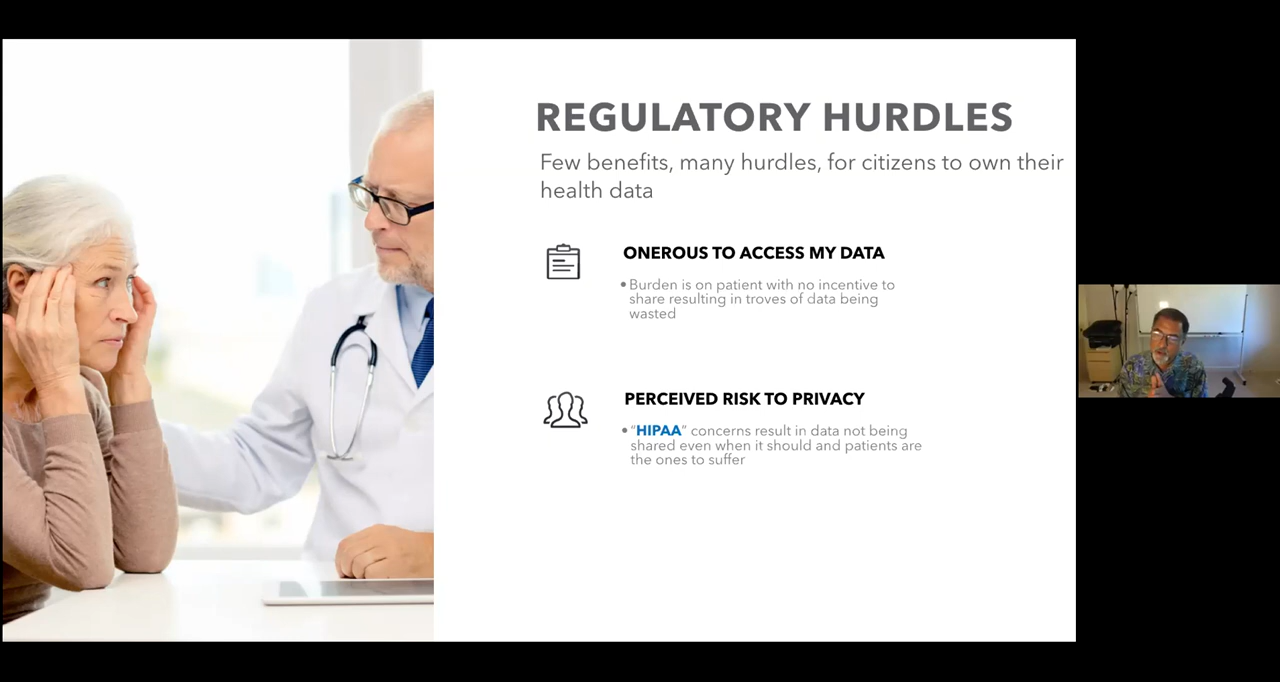 REGULATORY HURDLES
Few benefits, many hurdles, for citizens to own their
health data
ONEROUS TO ACCESS MY DATA
• Burden is on patient with no incentive to
share resulting in troves of data being
wasted
PERCEIVED RISK TO PRIVACY
• “HIPAA” concerns result in data not being
shared even when it should and patients are
the ones to suffer